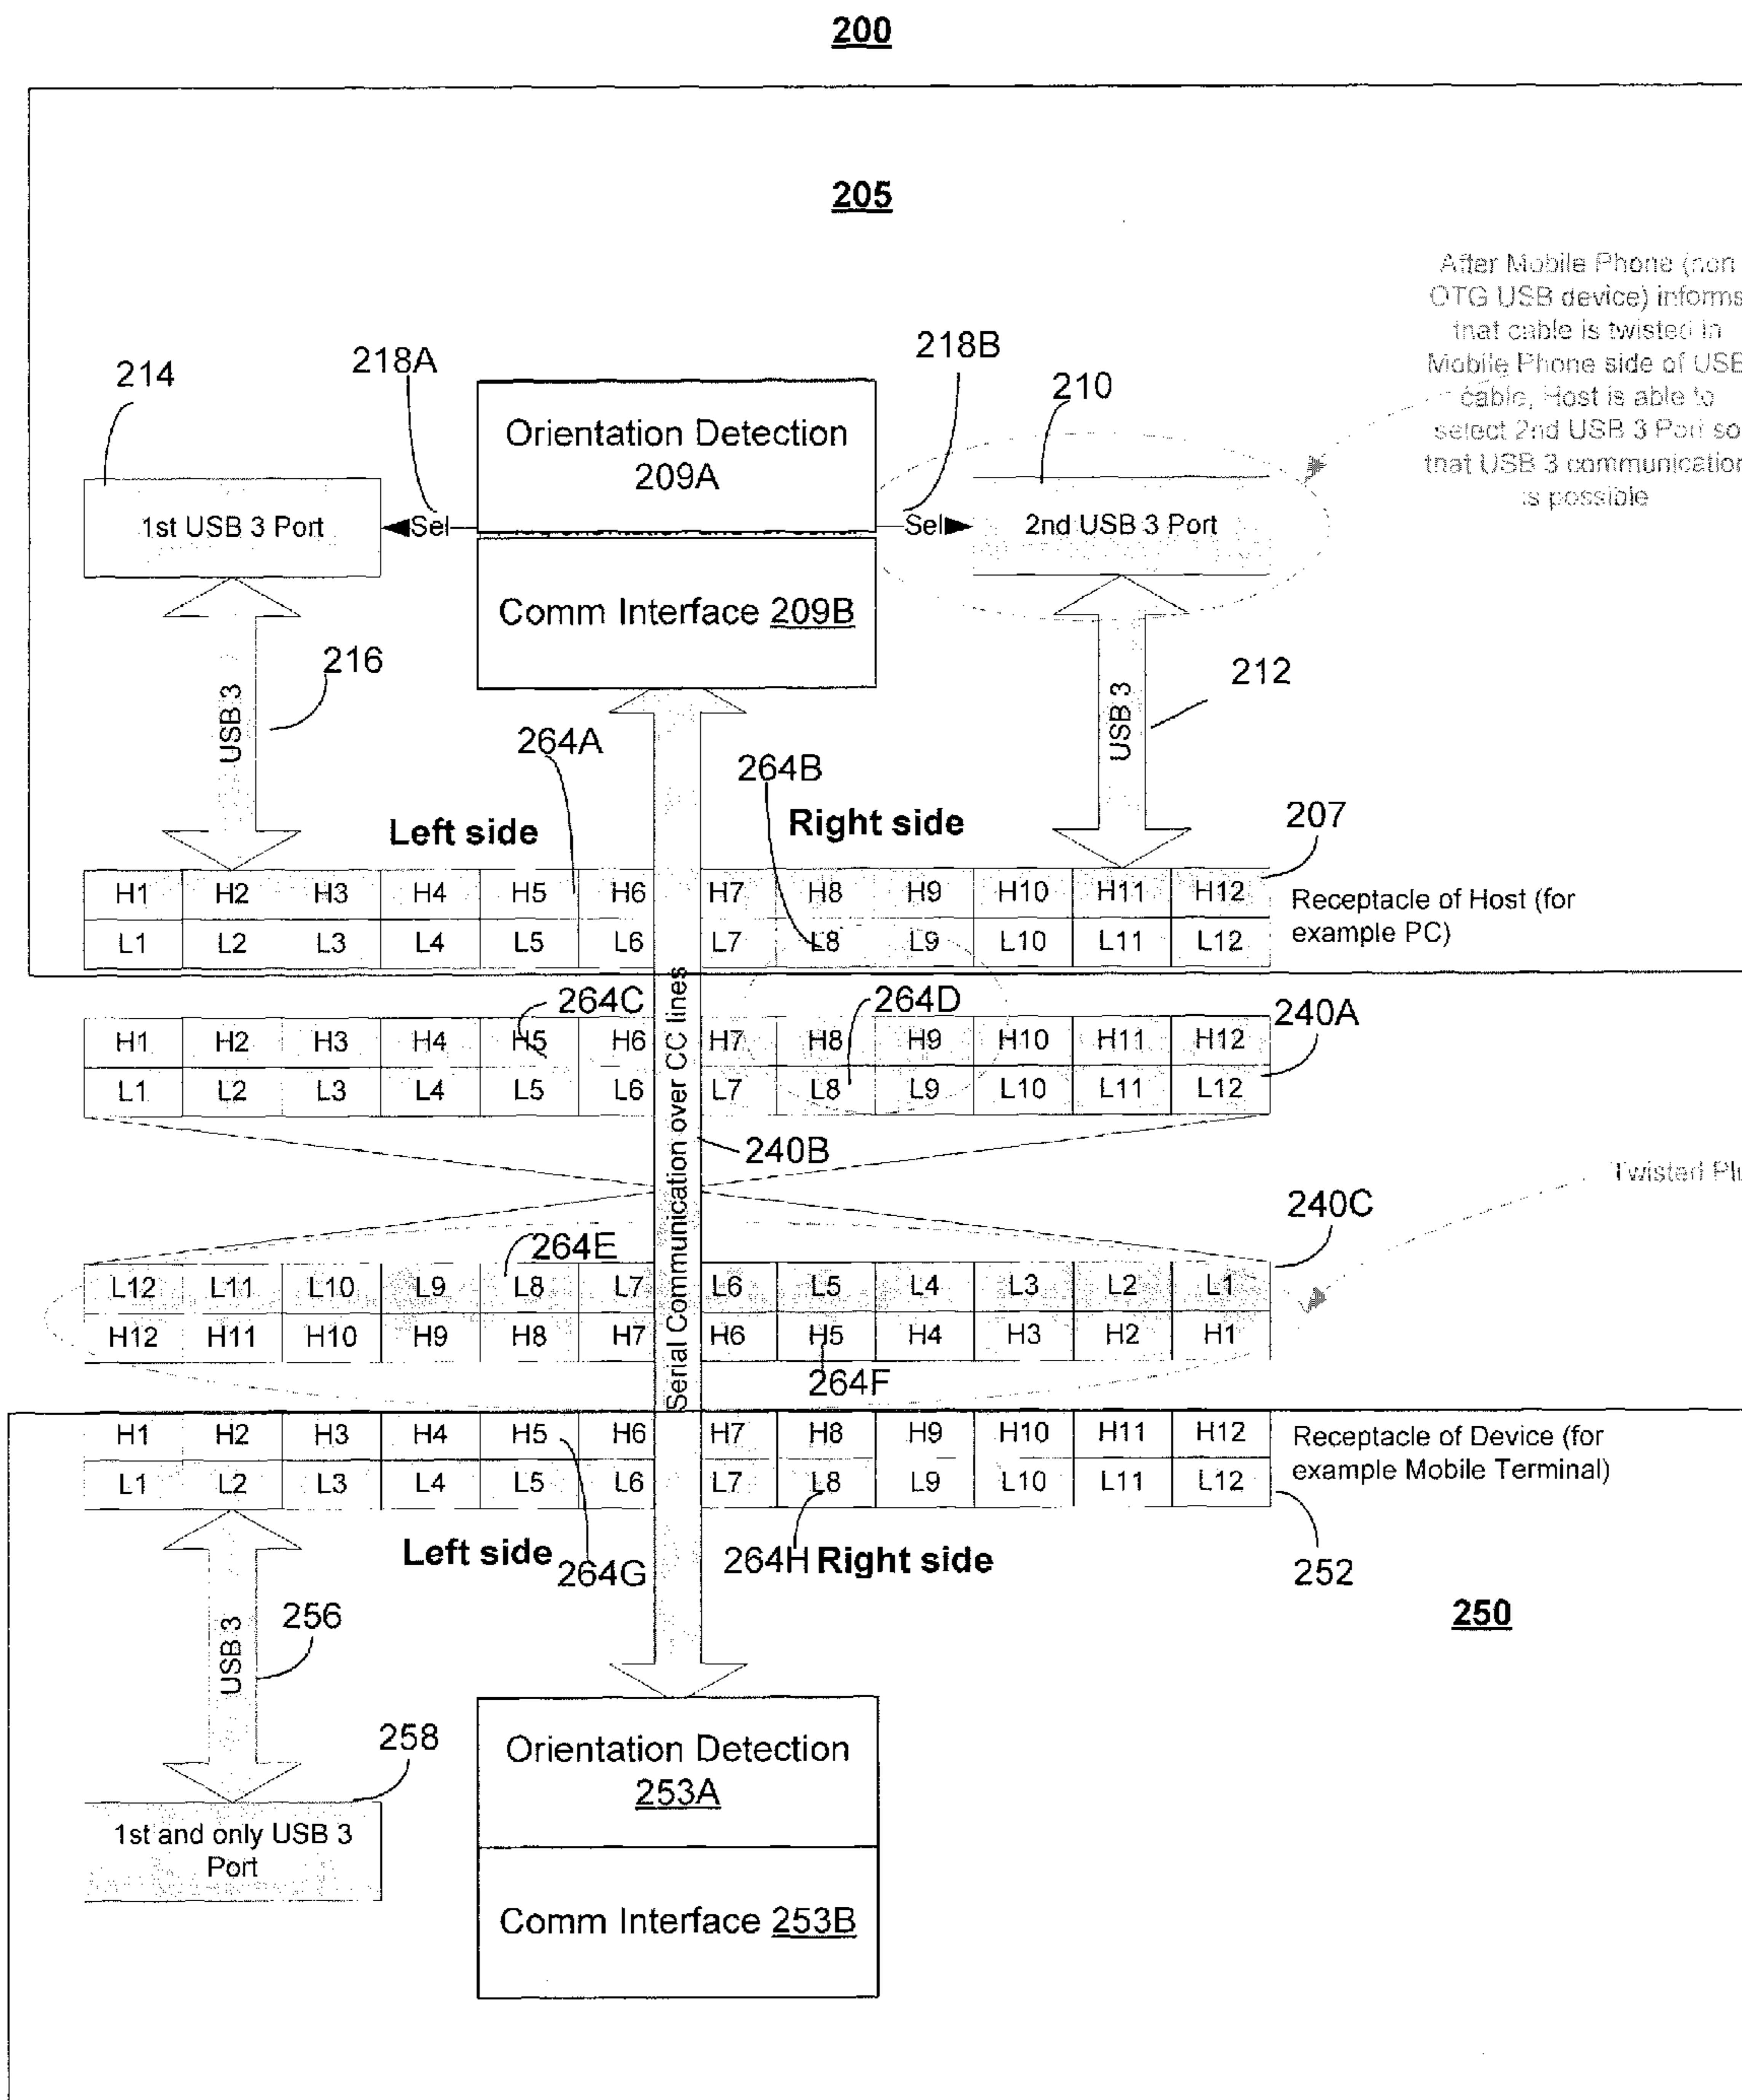 200
205
After Mobile Phone (non
OTG USB device) informs
that cable is twisted in
Mobile Phone side of USB
cable, Host is able to
select 2nd USB 3 Port so
that USB 3 communication
is possible
214
218A
218B
210
Orientation Detection
209A
1st USB 3 Port
Sel
Sel
2nd USB 3 Port
Comm Interface 209B
216
212
USB 3
USB 3
264A
264B
Left side
Right side
207
H1 H2 H3 H4 H5 H6 H7 H8 H9 H10 H11 H12
L1 L2 L3 L4 L5 L6 L7 L8 L9 L10 L11 L12
Receptacle of Host (for
example PC)
Serial Communication over CC lines
264C
264D
240A
H1 H2 H3 H4 H5 H6 H7 H8 H9 H10 H11 H12
L1 L2 L3 L4 L5 L6 L7 L8 L9 L10 L11 L12
240B
Twisted
240C
264E
L12 L11 L10 L9 L8 L7 L6 L5 L4 L3 L2 L1
H12 H11 H10 H9 H8 H7 H6 H5 H4 H3 H2 H1
264F
H1 H2 H3 H4 H5 H6 H7 H8 H9 H10 H11 H12
L1 L2 L3 L4 L5 L6 L7 L8 L9 L10 L11 L12
Receptacle of Device (for
example Mobile Terminal)
Left side
264G
264H
Right side
252
250
USB 3
256
258
1st and only USB 3
Port
Orientation Detection
253A
Comm Interface 253B